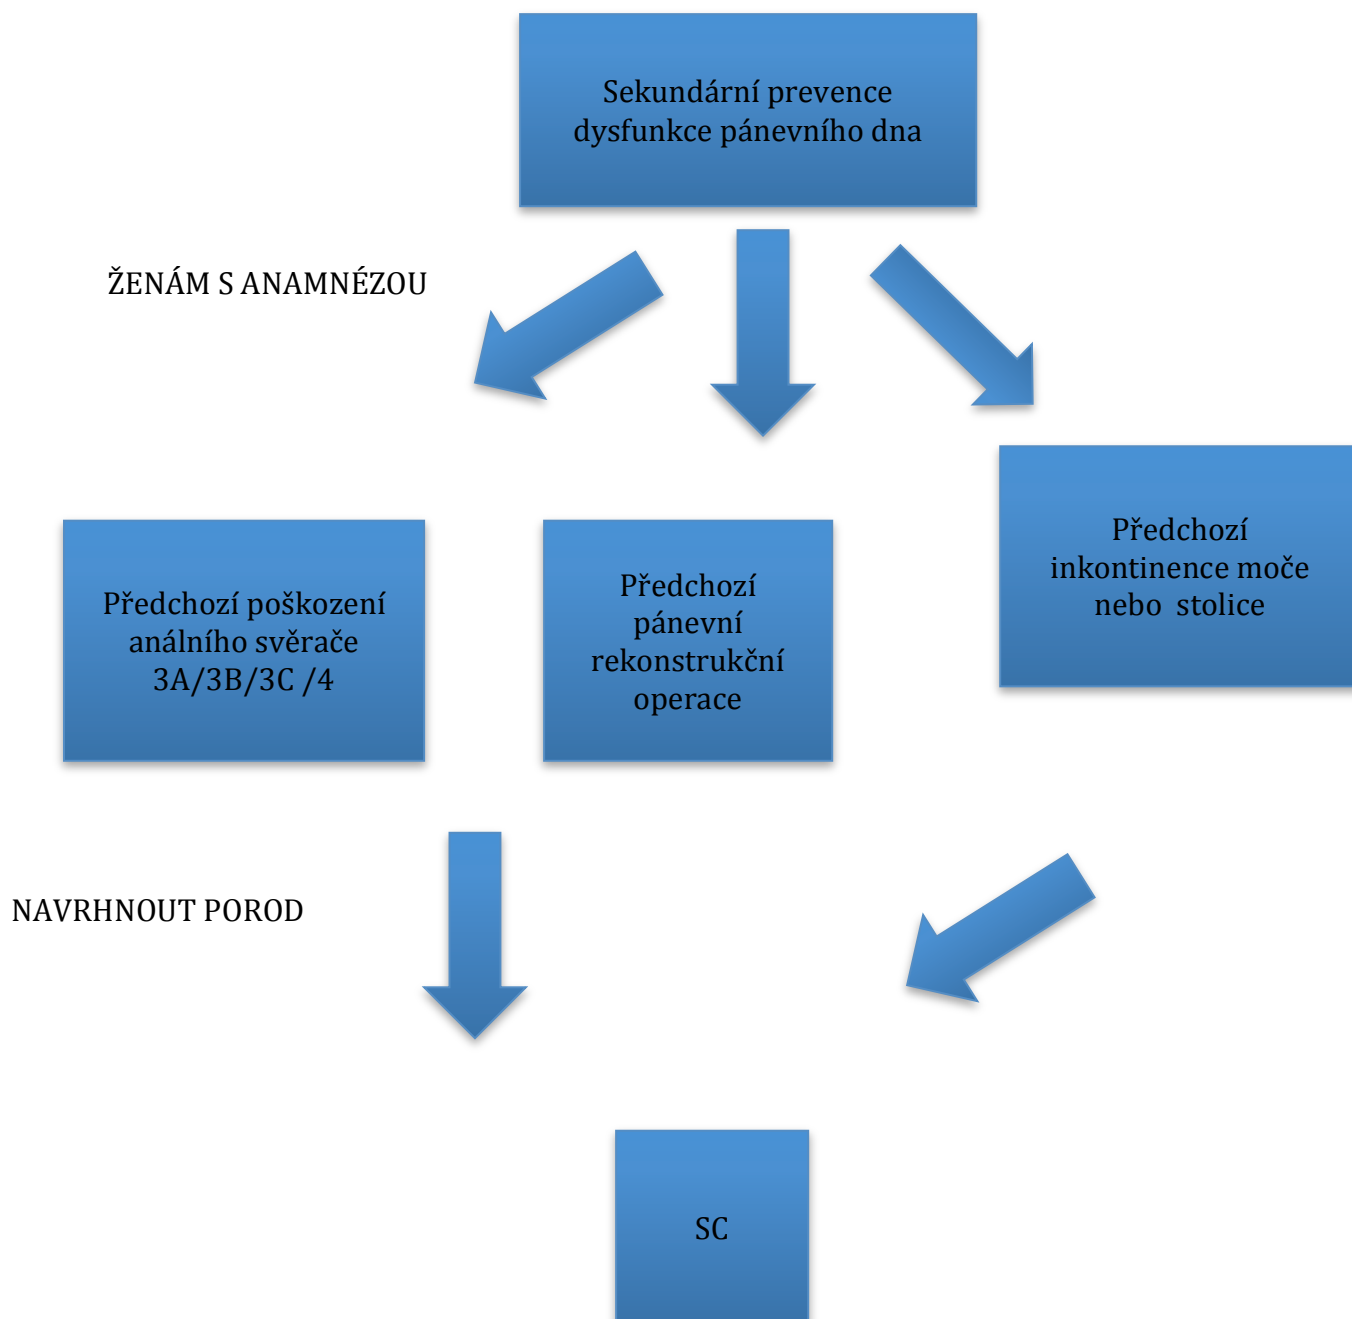 Sekundární prevence
dysfunkce pánevního dna
ŽENÁM S ANAMNÉZOU
Předchozí poškození
análního svěrače
3A/3B/3C /4
Předchozí
pánevní
rekonstrukční
operace
Předchozí
inkontinence moče
nebo  stolice
NAVRHNOUT POROD
SC